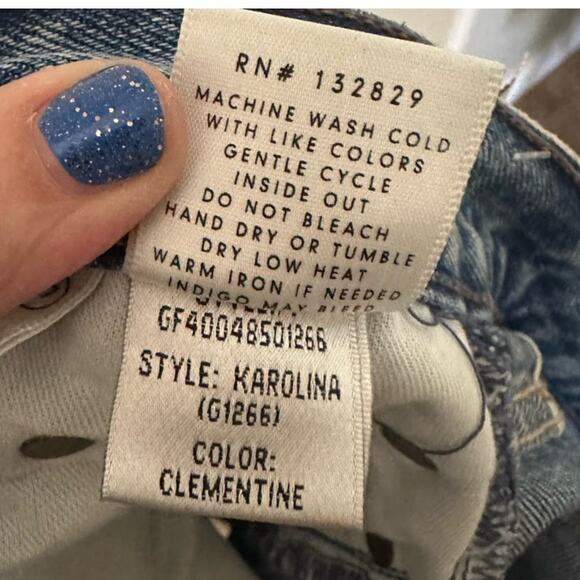 RN# 132829
MACHINE WASH COLD
WITH LIKE COLORS
GENTLE CYCLE
INSIDE OUT
DO NOT BLEACH
HAND DRY OR TUMBLE
DRY LOW HEAT
WARM IRON IF NEEDED
INDIGO MAY BLEED
GF40048501266
STYLE: KAROLINA
(G1266)
COLOR:
CLEMENTINE